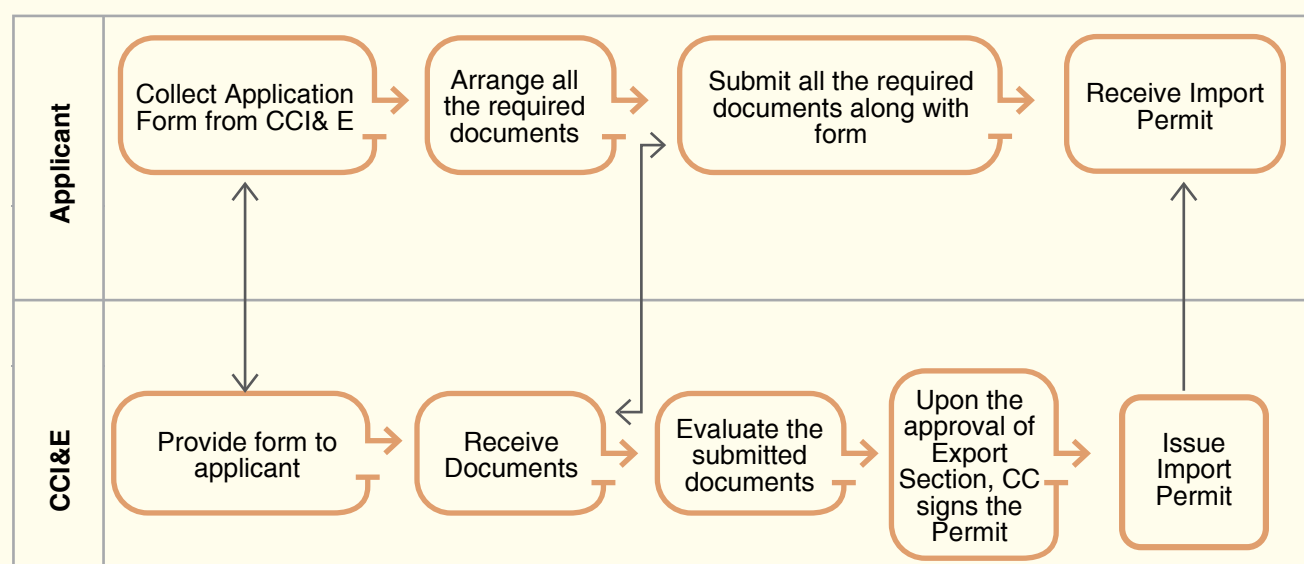 Applicant
Collect Application
Form from CCI& E
Arrange all
the required
documents
Submit all the required
documents along with
form
Receive Import
Permit
CCI&E
Provide form to
applicant
Receive
Documents
Evaluate the
submitted
documents
Upon the
approval of
Export
Section, CC
signs the
Permit
Issue
Import
Permit